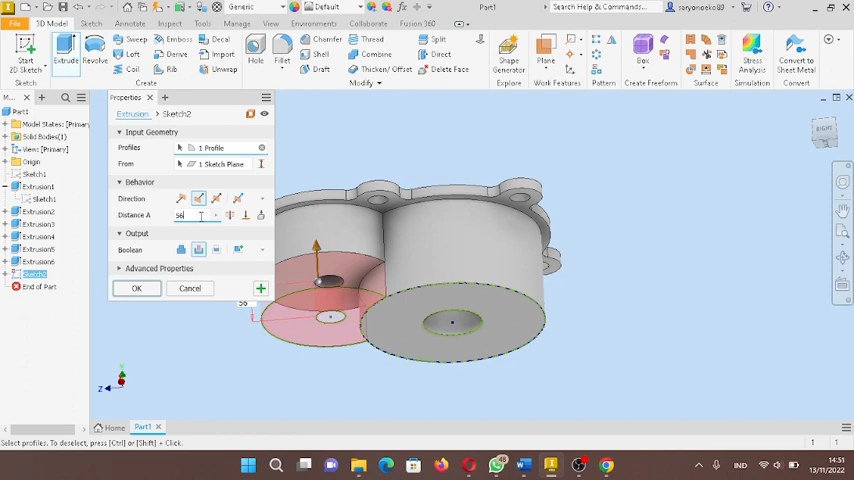 Generic
Default
Part1
Search Help & Commands...
saryonoeko89
File
3D Model
Sketch
Annotate
Inspect
Tools
Manage
View
Environments
Get Started
Collaborate
Fusion 360
Start
2D Sketch
Extrude
Revolve
Sweep
Loft
Coil
Emboss
Derive
Rib
Decal
Import
Unwrap
Create
Hole
Fillet
Chamfer
Shell
Draft
Thread
Combine
Thicken/ Offset
Split
Direct
Delete Face
Modify
Shape
Generator
Explore
Plane
Work Features
Pattern
Box
Create Freeform
Surface
Stress
Analysis
Simulation
Convert to
Sheet Metal
Convert
M...
Part1
Model States: [Primary
Solid Bodies(1)
View: [Primary]
Origin
Sketch1
Extrusion1
Sketch1
Extrusion2
Extrusion3
Extrusion4
Extrusion5
Extrusion6
Sketch2
End of Part
Properties
Extrusion > Sketch2
Input Geometry
Profiles
1 Profile
From
1 Sketch Plane
Behavior
Direction
Distance A
56
Output
Boolean
Advanced Properties
OK
Cancel
56
RIGHT
Y
Z
Home
Part1
Select profiles. To deselect, press [Ctrl] or [Shift] + Click.
1
1
48
IND
14:51
13/11/2022